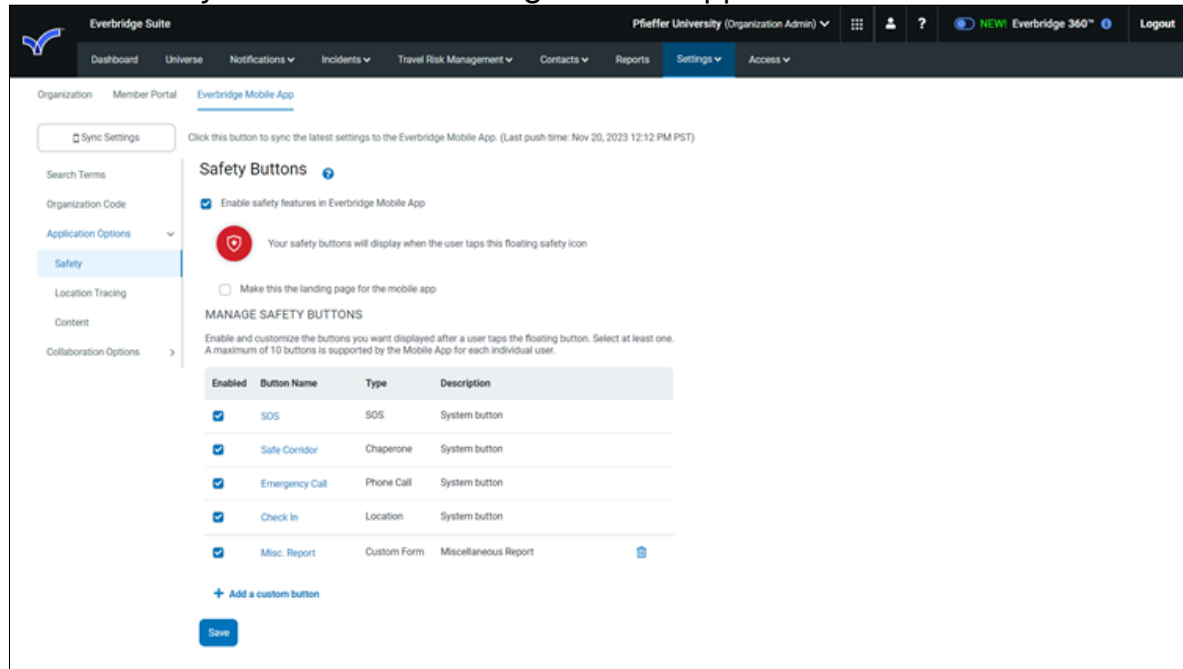 Everbridge Suite
Pfieffer University (Organization Admin)
?
NEW! Everbridge 360™
Logout
Dashboard Universe Notifications Incidents Travel Risk Management Contacts Reports Settings Access
Organization Member Portal Everbridge Mobile App
Sync Settings
Click this button to sync the latest settings to the Everbridge Mobile App. (Last push time: Nov 20, 2023 12:12 PM PST)
Search Terms
Organization Code
Application Options
Safety
Location Tracing
Content
Collaboration Options
Safety Buttons
Enable safety features in Everbridge Mobile App
Your safety buttons will display when the user taps this floating safety icon
Make this the landing page for the mobile app
MANAGE SAFETY BUTTONS
Enable and customize the buttons you want displayed after a user taps the floating button. Select at least one.
A maximum of 10 buttons is supported by the Mobile App for each individual user.
Enabled Button Name Type Description
SOS SOS System button
Safe Corridor Chaperone System button
Emergency Call Phone Call System button
Check In Location System button
Misc. Report Custom Form Miscellaneous Report
+ Add a custom button
Save